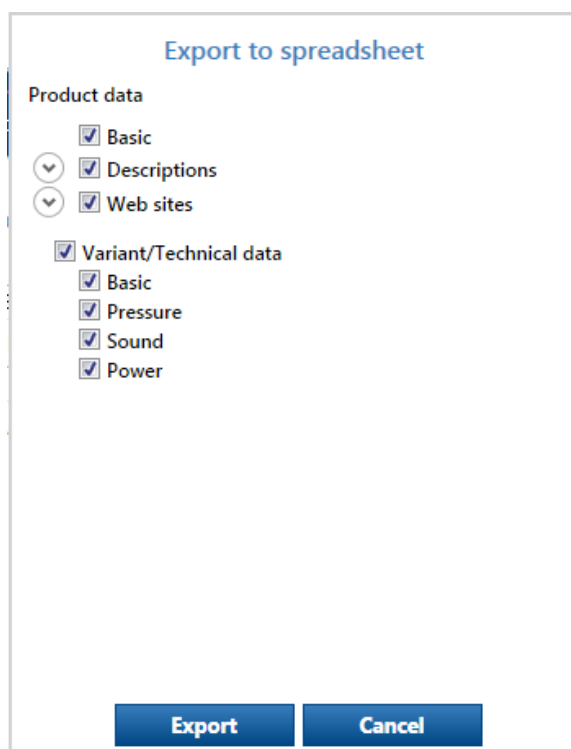 Export to spreadsheet
Product data
Basic
Descriptions
Web sites
Variant/Technical data
Basic
Pressure
Sound
Power
Export Cancel